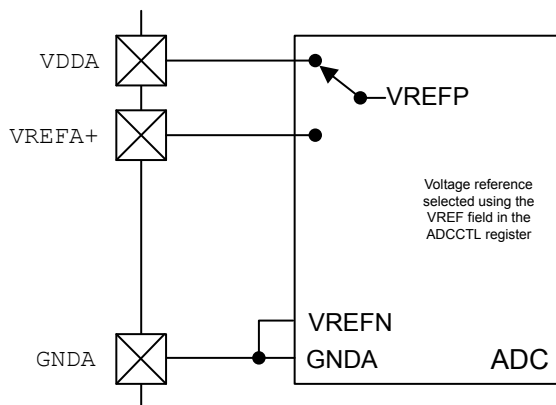 VDDA
VREFP
VREFA+
Voltage reference
selected using the
VREF field in the
ADCCTL register
VREFN
GNDA
GNDA
ADC